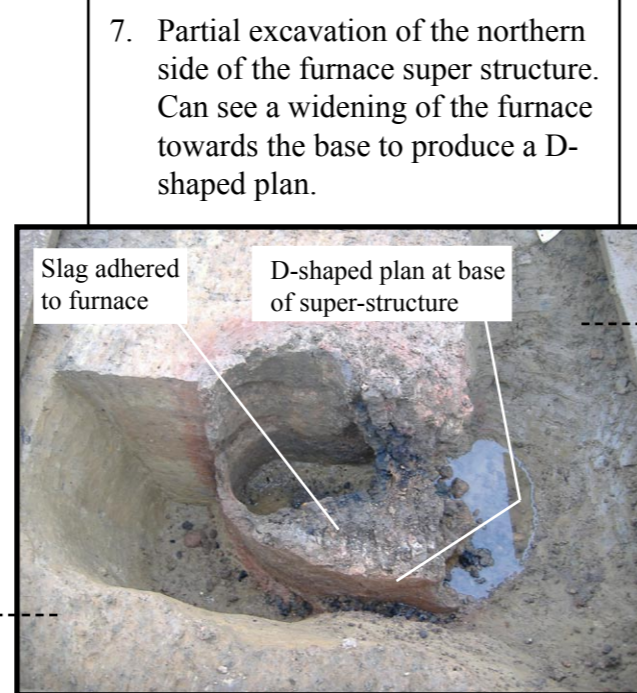 7. Partial excavation of the northern
side of the furnace super structure.
Can see a widening of the furnace
towards the base to produce a D-
shaped plan.
Slag adhered
to furnace
D-shaped plan at base
of super-structure